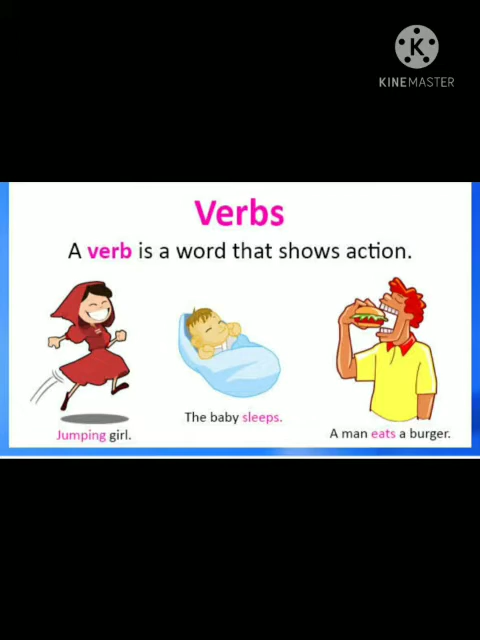 K
KINEMASTER
Verbs
A verb is a word that shows action.
Jumping girl.
The baby sleeps.
A man eats a burger.